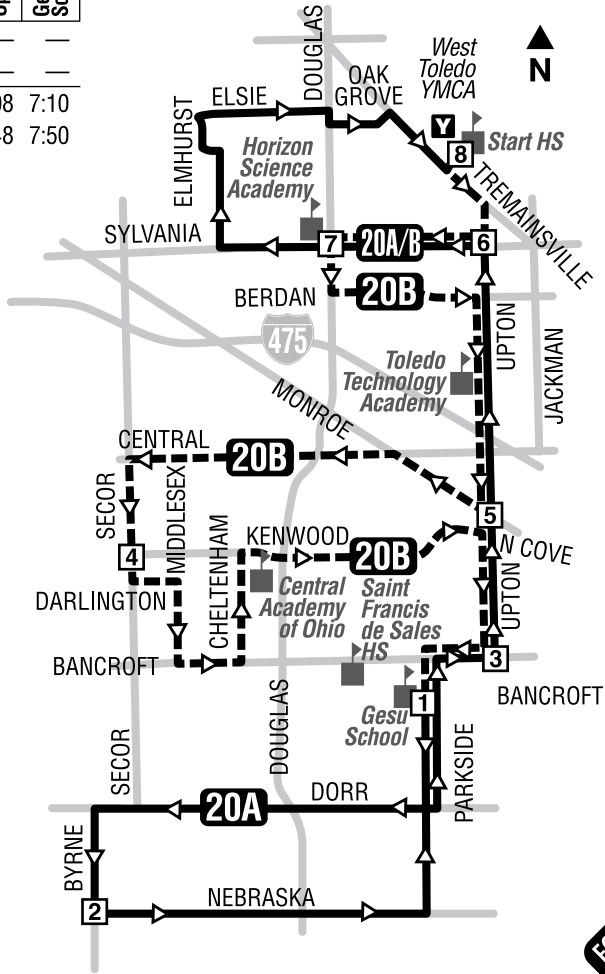 — —
— —
08 7:10
48 7:50
DOUGLAS
West
Toledo
YMCA
N
OAK
GROVE
ELSIE
ELMHURST
Horizon
Science
Academy
Y
Start HS
8
TREMAINSVILLE
SYLVANIA
7
20A/B
6
BERDAN
20B
475
UPTON
JACKMAN
Toledo
Technology
Academy
MONROE
CENTRAL
20B
SECOR
MIDDLESEX
CHELTENHAM
5
KENWOOD
20B
N COVE
4
DARLINGTON
Central
Academy
of Ohio
Saint
Francis
de Sales
HS
UPTON
BANCROFT
3
BANCROFT
1
Gesu
School
DOUGLAS
PARKSIDE
SECOR
20A
DORR
BYRNE
2
NEBRASKA